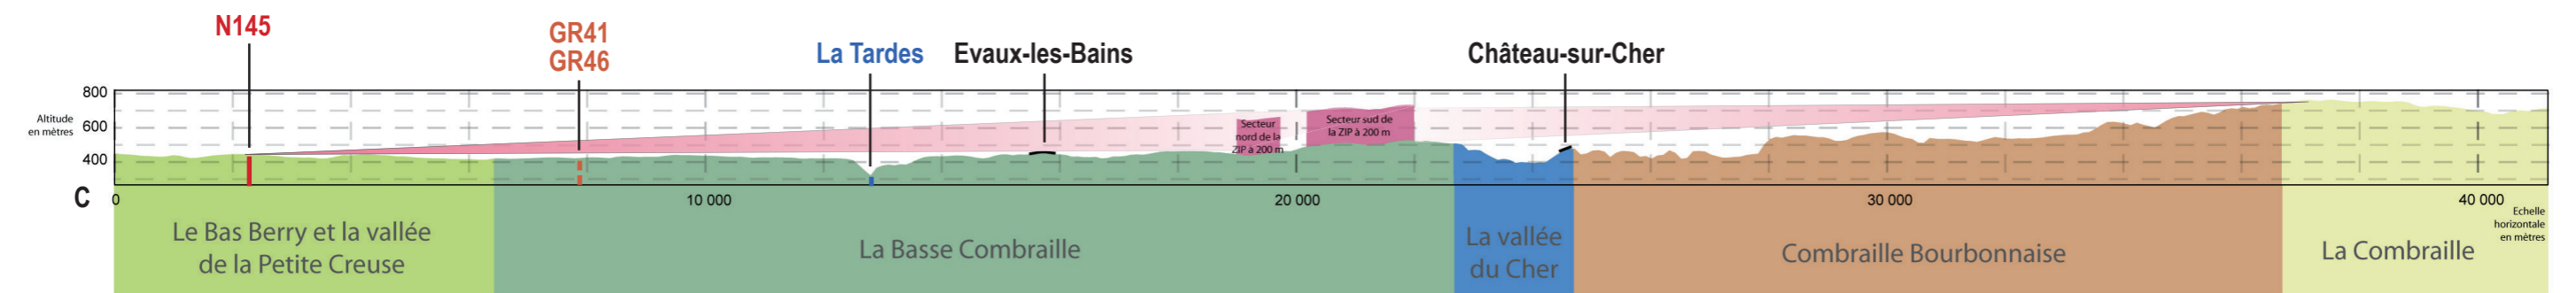 N145
GR41
GR46
La Tardes
Evaux-les-Bains
Château-sur-Cher
Altitude
en mètres
800
600
400
Secteur
nord de la
ZIP à 200 m
Secteur sud de
la ZIP à 200 m
C
0
10 000
20 000
30 000
40 000
Echelle
horizontale
en mètres
Le Bas Berry et la vallée
de la Petite Creuse
La Basse Combraille
La vallée
du Cher
Combraille Bourbonnaise
La Combraille